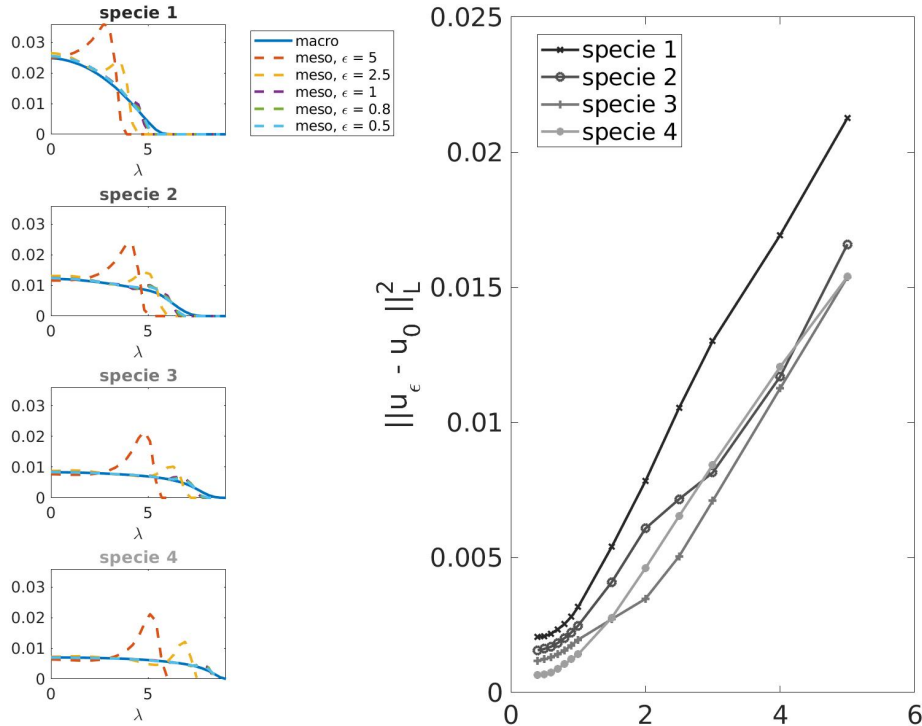 specie 1
0.03
0.02
0.01
0
0
5
λ
macro
meso, ϵ = 5
meso, ϵ = 2.5
meso, ϵ = 1
meso, ϵ = 0.8
meso, ϵ = 0.5
specie 2
0.03
0.02
0.01
0
0
5
λ
specie 3
0.03
0.02
0.01
0
0
5
λ
specie 4
0.03
0.02
0.01
0
0
5
λ
||u_ϵ - u_0||_L^2
0.025
0.02
0.015
0.01
0.005
0
0
2
4
6
specie 1
specie 2
specie 3
specie 4